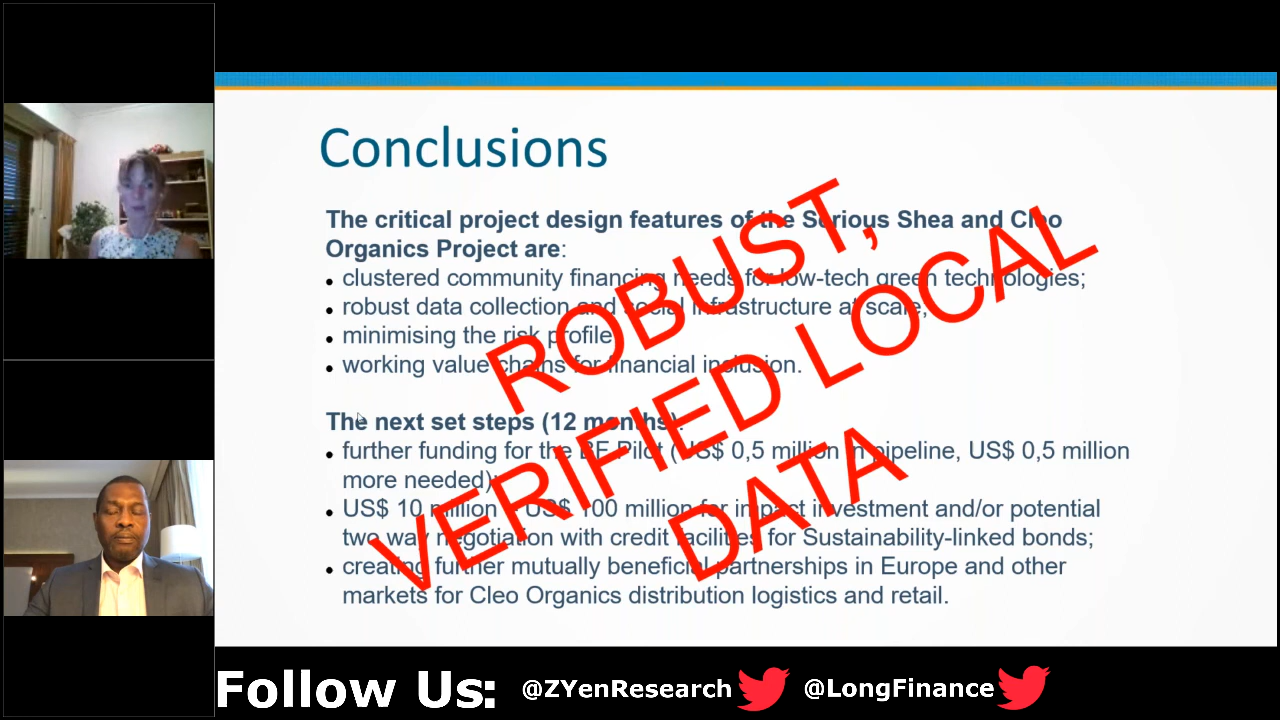 Conclusions
The critical project design features of the Serious Shea and Cleo
Organics Project are:
clustered community financing needs for low-tech green technologies;
robust data collection and social infrastructure at scale;
minimising the risk profile
working value chains for financial inclusion.
The next set steps (12 months):
further funding for the BF Pilot (US$ 0,5 million in pipeline, US$ 0,5 million
more needed);
US$ 10 million - US$ 100 million for impact investment and/or potential
two way negotiation with credit facilities for Sustainability-linked bonds;
creating further mutually beneficial partnerships in Europe and other
markets for Cleo Organics distribution logistics and retail.
ROBUST,
VERIFIED LOCAL
DATA
Follow Us: @ZYenResearch @LongFinance